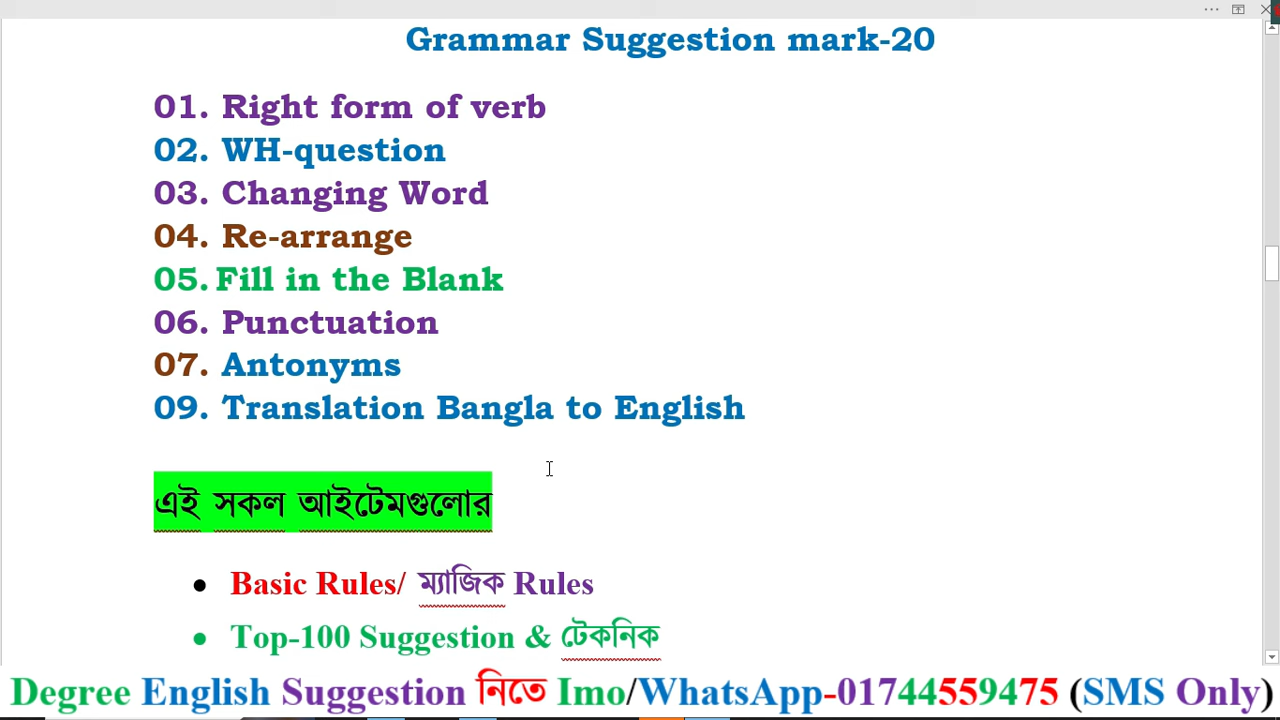 Grammar Suggestion mark-20
01. Right form of verb
02. WH-question
03. Changing Word
04. Re-arrange
05. Fill in the Blank
06. Punctuation
07. Antonyms
09. Translation Bangla to English
এই সকল আইটেমগুলোর
• Basic Rules/ ম্যাজিক Rules
• Top-100 Suggestion & টেকনিক
Degree English Suggestion নিতে Imo/WhatsApp-01744559475 (SMS Only)